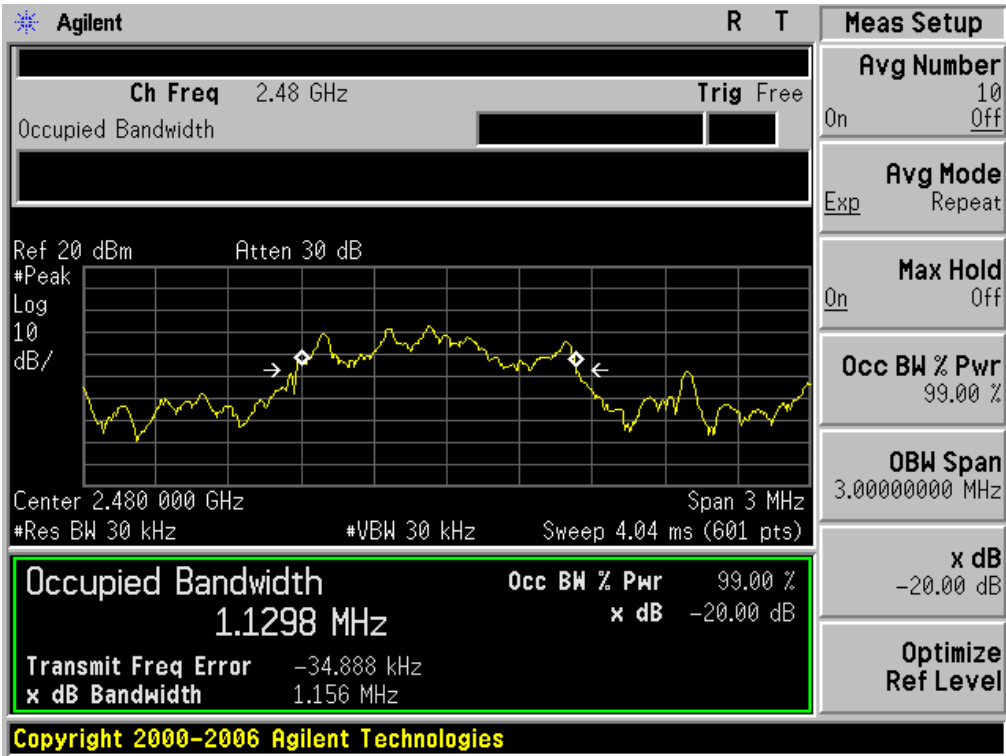 Agilent R T
Ch Freq 2.48 GHz Trig Free
Occupied Bandwidth
Ref 20 dBm Atten 30 dB
#Peak
Log
10
dB/
Center 2.480 000 GHz Span 3 MHz
#Res BW 30 kHz #VBW 30 kHz Sweep 4.04 ms (601 pts)
Occupied Bandwidth Occ BW % Pwr 99.00 %
1.1298 MHz x dB -20.00 dB
Transmit Freq Error -34.888 kHz
x dB Bandwidth 1.156 MHz
Copyright 2000-2006 Agilent Technologies
Meas Setup
Avg Number
10
On Off
Avg Mode
Exp Repeat
Max Hold
On Off
Occ BW % Pwr
99.00 %
OBW Span
3.00000000 MHz
x dB
-20.00 dB
Optimize
Ref Level